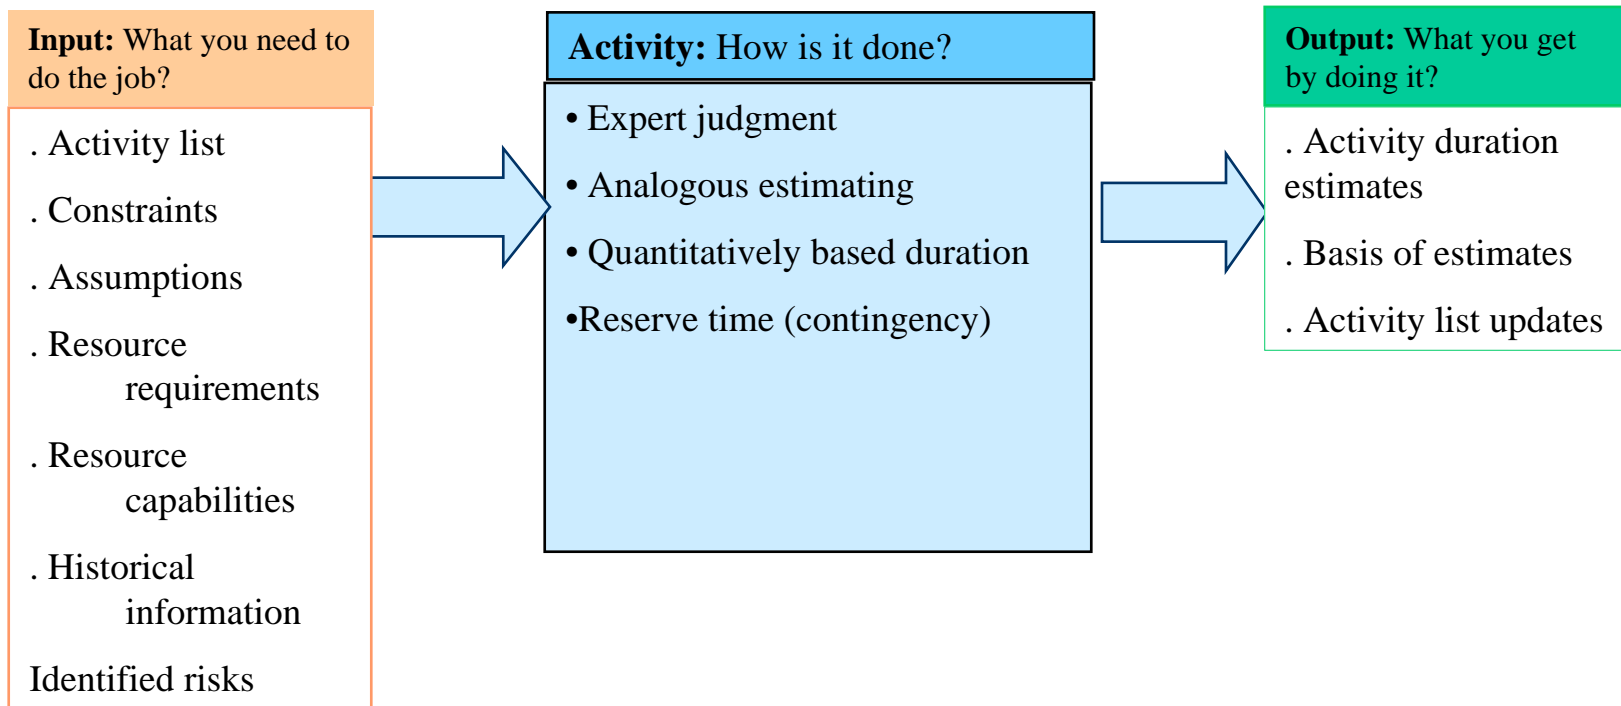 Input: What you need to
do the job?
. Activity list
. Constraints
. Assumptions
. Resource
requirements
. Resource
capabilities
. Historical
information
Identified risks
Activity: How is it done?
• Expert judgment
• Analogous estimating
• Quantitatively based duration
•Reserve time (contingency)
Output: What you get
by doing it?
. Activity duration
estimates
. Basis of estimates
. Activity list updates